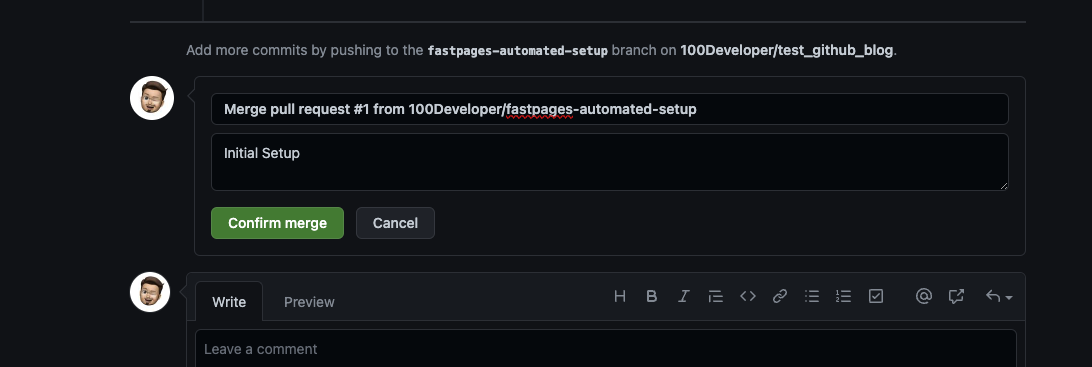 Add more commits by pushing to the fastpages-automated-setup branch on 100Developer/test_github_blog.
Merge pull request #1 from 100Developer/fastpages-automated-setup
Initial Setup
Confirm merge Cancel
Write Preview
Leave a comment